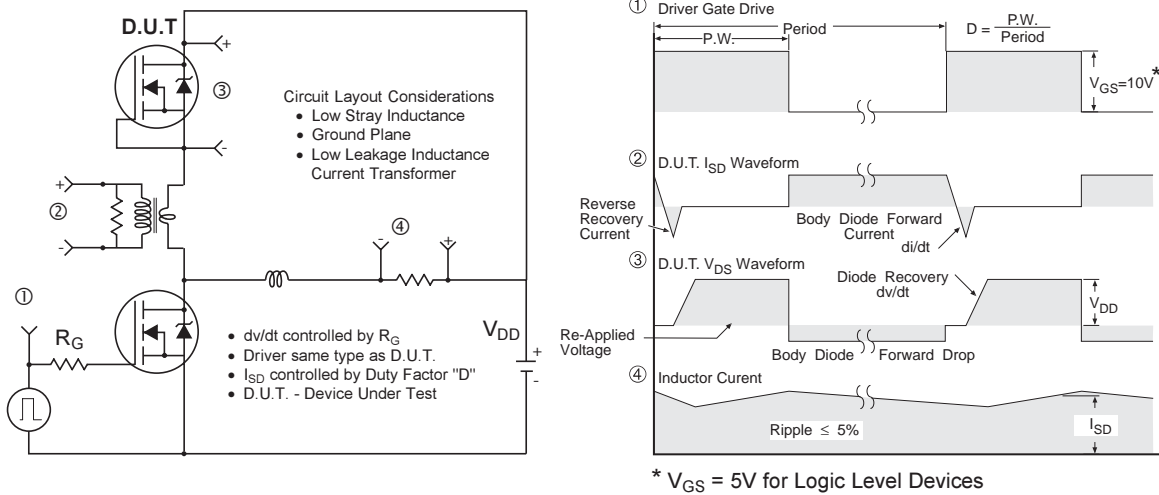 D.U.T
+
③
-
Circuit Layout Considerations
• Low Stray Inductance
• Ground Plane
• Low Leakage Inductance
Current Transformer
+
②
-
④
-
+
①
R_G
V_DD
+
-
• dv/dt controlled by R_G
• Driver same type as D.U.T.
• I_SD controlled by Duty Factor "D"
• D.U.T. - Device Under Test
① Driver Gate Drive
P.W.
Period
D = P.W. / Period
V_GS=10V*
② D.U.T. I_SD Waveform
Reverse
Recovery
Current
Body Diode Forward
Current
di/dt
③ D.U.T. V_DS Waveform
Diode Recovery
dv/dt
V_DD
Re-Applied
Voltage
Body Diode Forward Drop
④ Inductor Curent
Ripple ≤ 5%
I_SD
* V_GS = 5V for Logic Level Devices